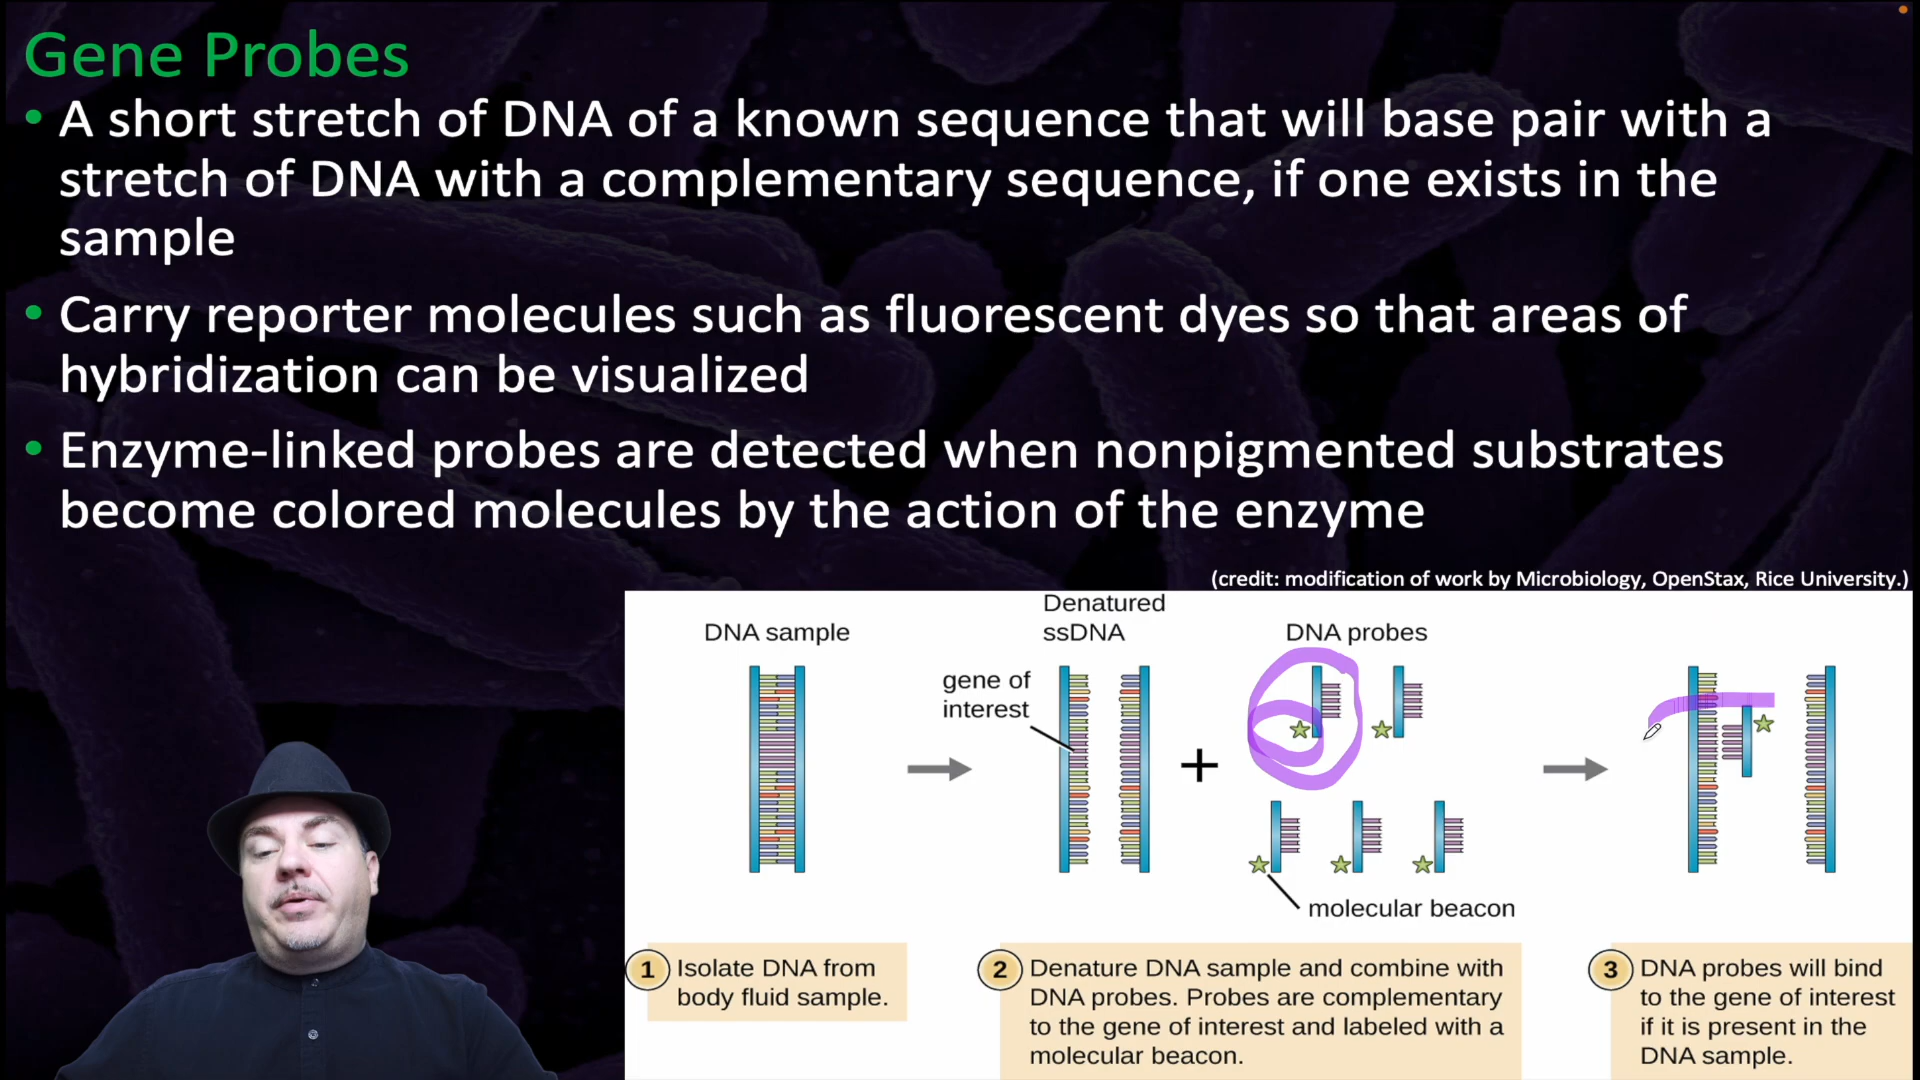 Gene Probes
• A short stretch of DNA of a known sequence that will base pair with a
stretch of DNA with a complementary sequence, if one exists in the
sample
• Carry reporter molecules such as fluorescent dyes so that areas of
hybridization can be visualized
• Enzyme-linked probes are detected when nonpigmented substrates
become colored molecules by the action of the enzyme
(credit: modification of work by Microbiology, OpenStax, Rice University.)
DNA sample
Denatured
ssDNA
DNA probes
gene of
interest
+
molecular beacon
1 Isolate DNA from
body fluid sample.
2 Denature DNA sample and combine with
DNA probes. Probes are complementary
to the gene of interest and labeled with a
molecular beacon.
3 DNA probes will bind
to the gene of interest
if it is present in the
DNA sample.